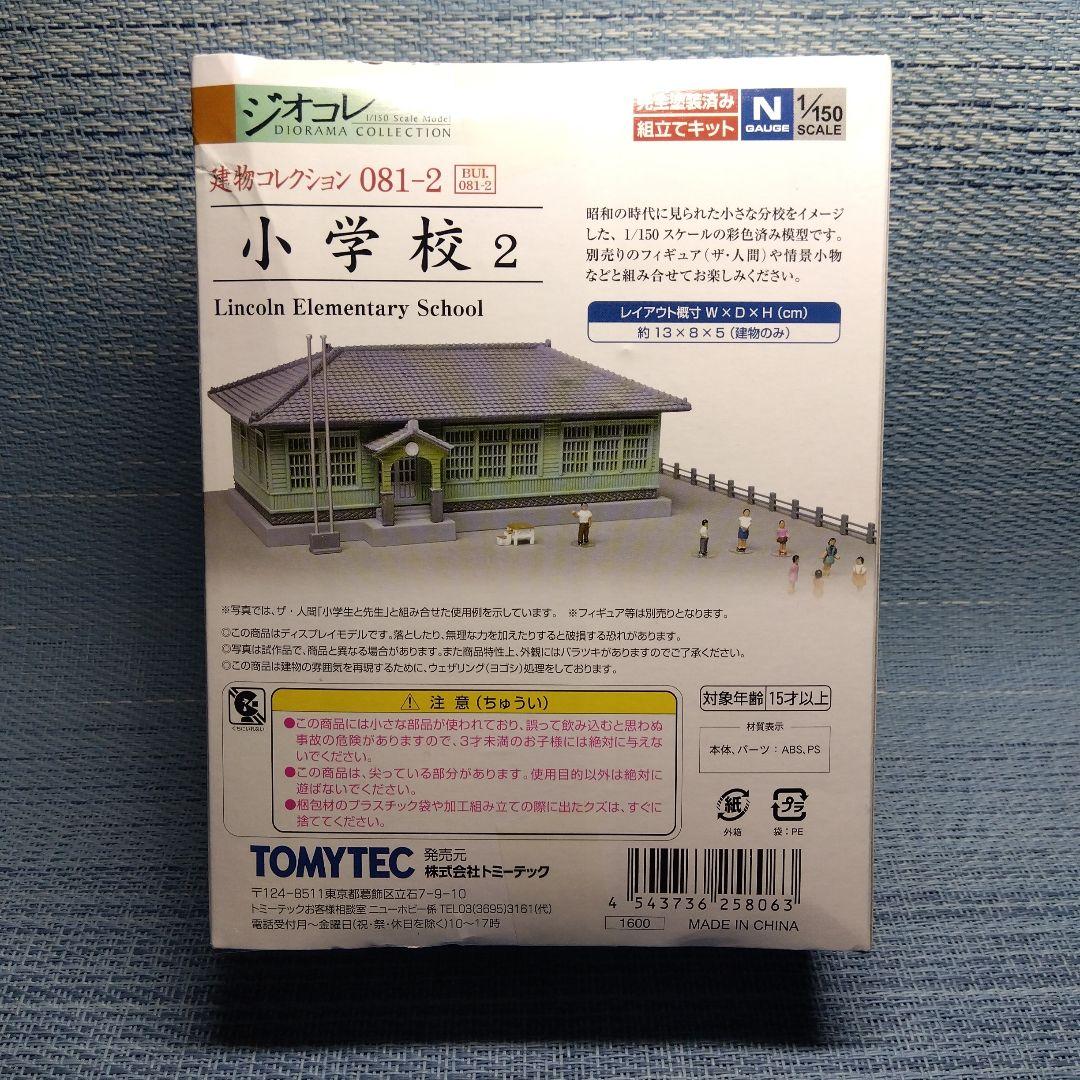 ジオコレ
1/150 Scale Model
DIORAMA COLLECTION
完全塗装済み
組立てキット
N
GAUGE
1/150
SCALE
建物コレクション 081-2
BUI.
081-2
小学校 2
Lincoln Elementary School
昭和の時代に見られた小さな分校をイメージ
した、1/150 スケールの彩色済み模型です。
別売りのフィギュア(ザ・人間)や情景小物
などと組み合せてお楽しみください。
レイアウト概寸 W×D×H(cm)
約13×8×5(建物のみ)
※写真では、ザ・人間「小学生と先生」と組み合せた使用例を示しています。 ※フィギュア等は別売りとなります。
◎この商品はディスプレイモデルです。落としたり、無理な力を加えたりすると破損する恐れがあります。
◎写真は試作品で、商品と異なる場合があります。また商品特性上、外観にはバラツキがありますのでご了承ください。
◎この商品は建物の雰囲気を再現するために、ウェザリング(ヨゴシ)処理をしております。
くちにいれない
注意(ちゅうい)
●この商品には小さな部品が使われており、誤って飲み込むと思わぬ
事故の危険がありますので、3才未満のお子様には絶対に与えな
いでください。
●この商品は、尖っている部分があります。使用目的以外は絶対に
遊ばないでください。
●梱包材のプラスチック袋や加工組み立ての際に出たクズは、すぐに
捨ててください。
対象年齢 15才以上
材質表示
本体、パーツ:ABS、PS
紙
外箱
プラ
袋:PE
TOMYTEC
発売元
株式会社トミーテック
〒124-8511東京都葛飾区立石7-9-10
トミーテックお客様相談室 ニューホビー係 TEL03(3695)3161(代)
電話受付月〜金曜日(祝・祭・休日を除く)10〜17時
4 543736 258063
1600
MADE IN CHINA